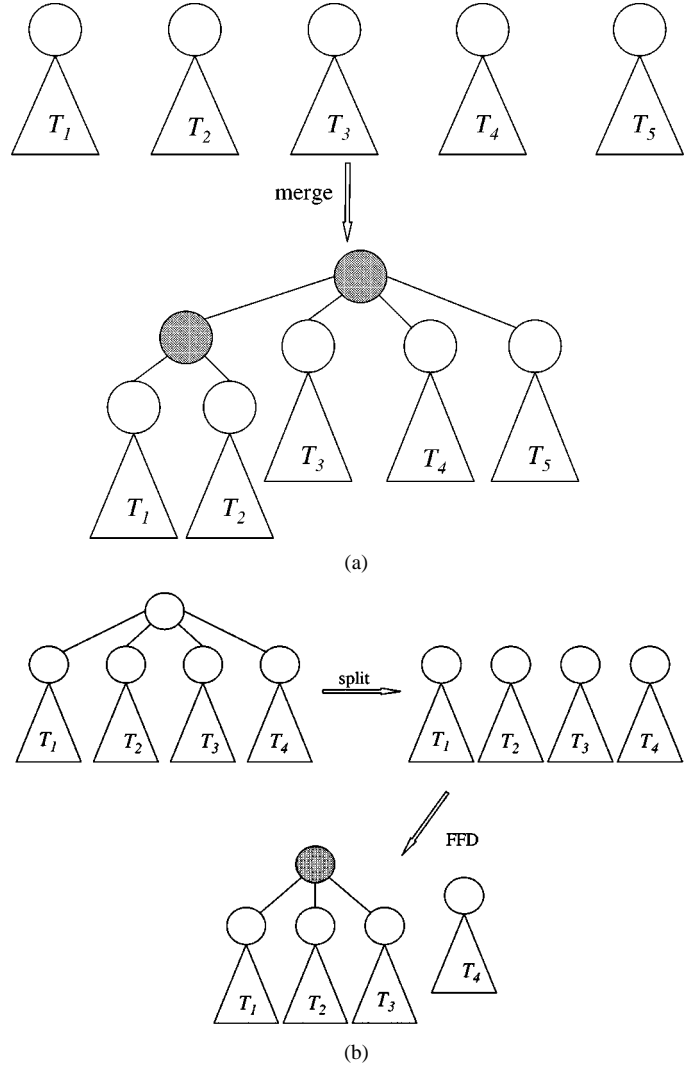 T1 T2 T3 T4 T5
merge
T3 T4 T5
T1 T2
(a)
split
T1 T2 T3 T4 T1 T2 T3 T4
FFD
T4
T1 T2 T3
(b)